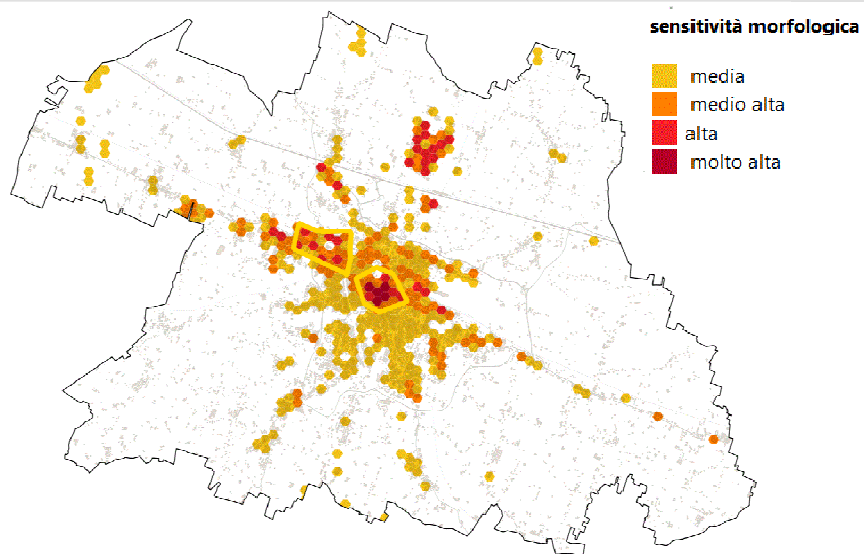 sensitività morfologica
media
medio alta
alta
molto alta